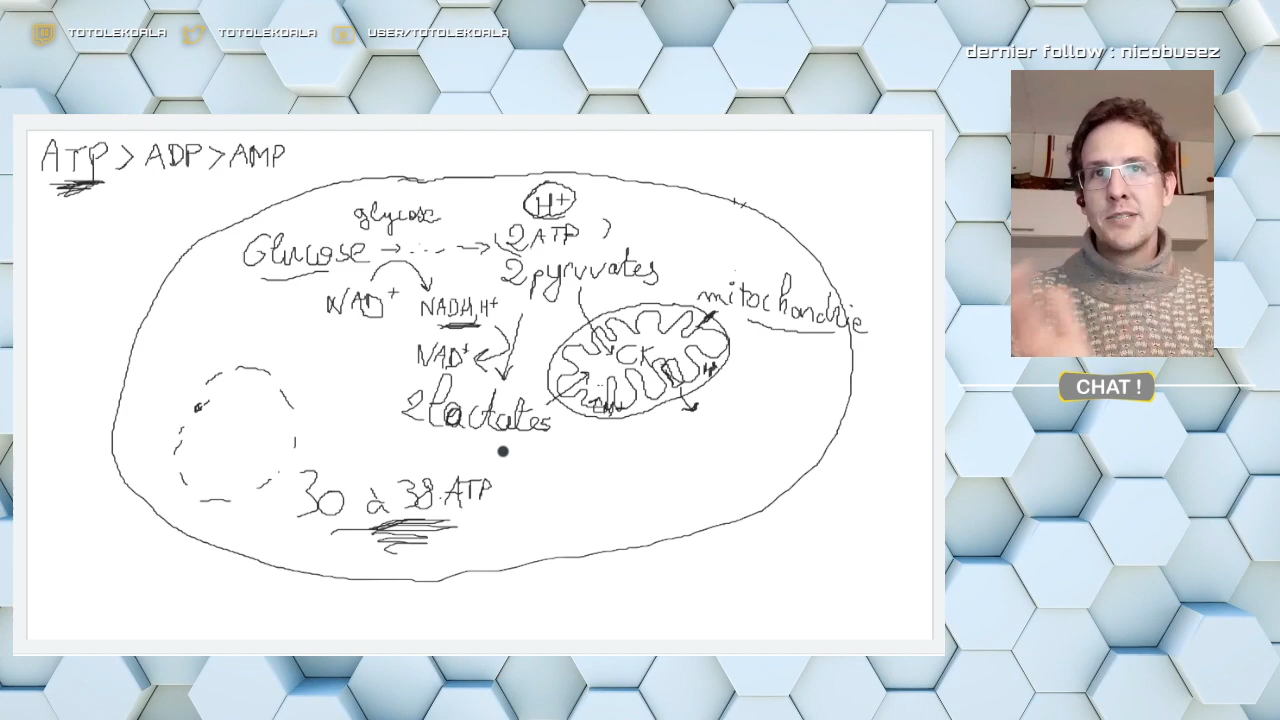 TOTOLEKOALA TOTOLEKOALA USER/TOTOLEKOALA
dernier follow : nicobusez
CHAT !
ATP > ADP > AMP
H+
glycose
Glucose → ... → 2 ATP
2 pyruvates
NAD+ NADH,H+
mitochondrie
NAD+
CK
2 lactates
30 à 38 ATP